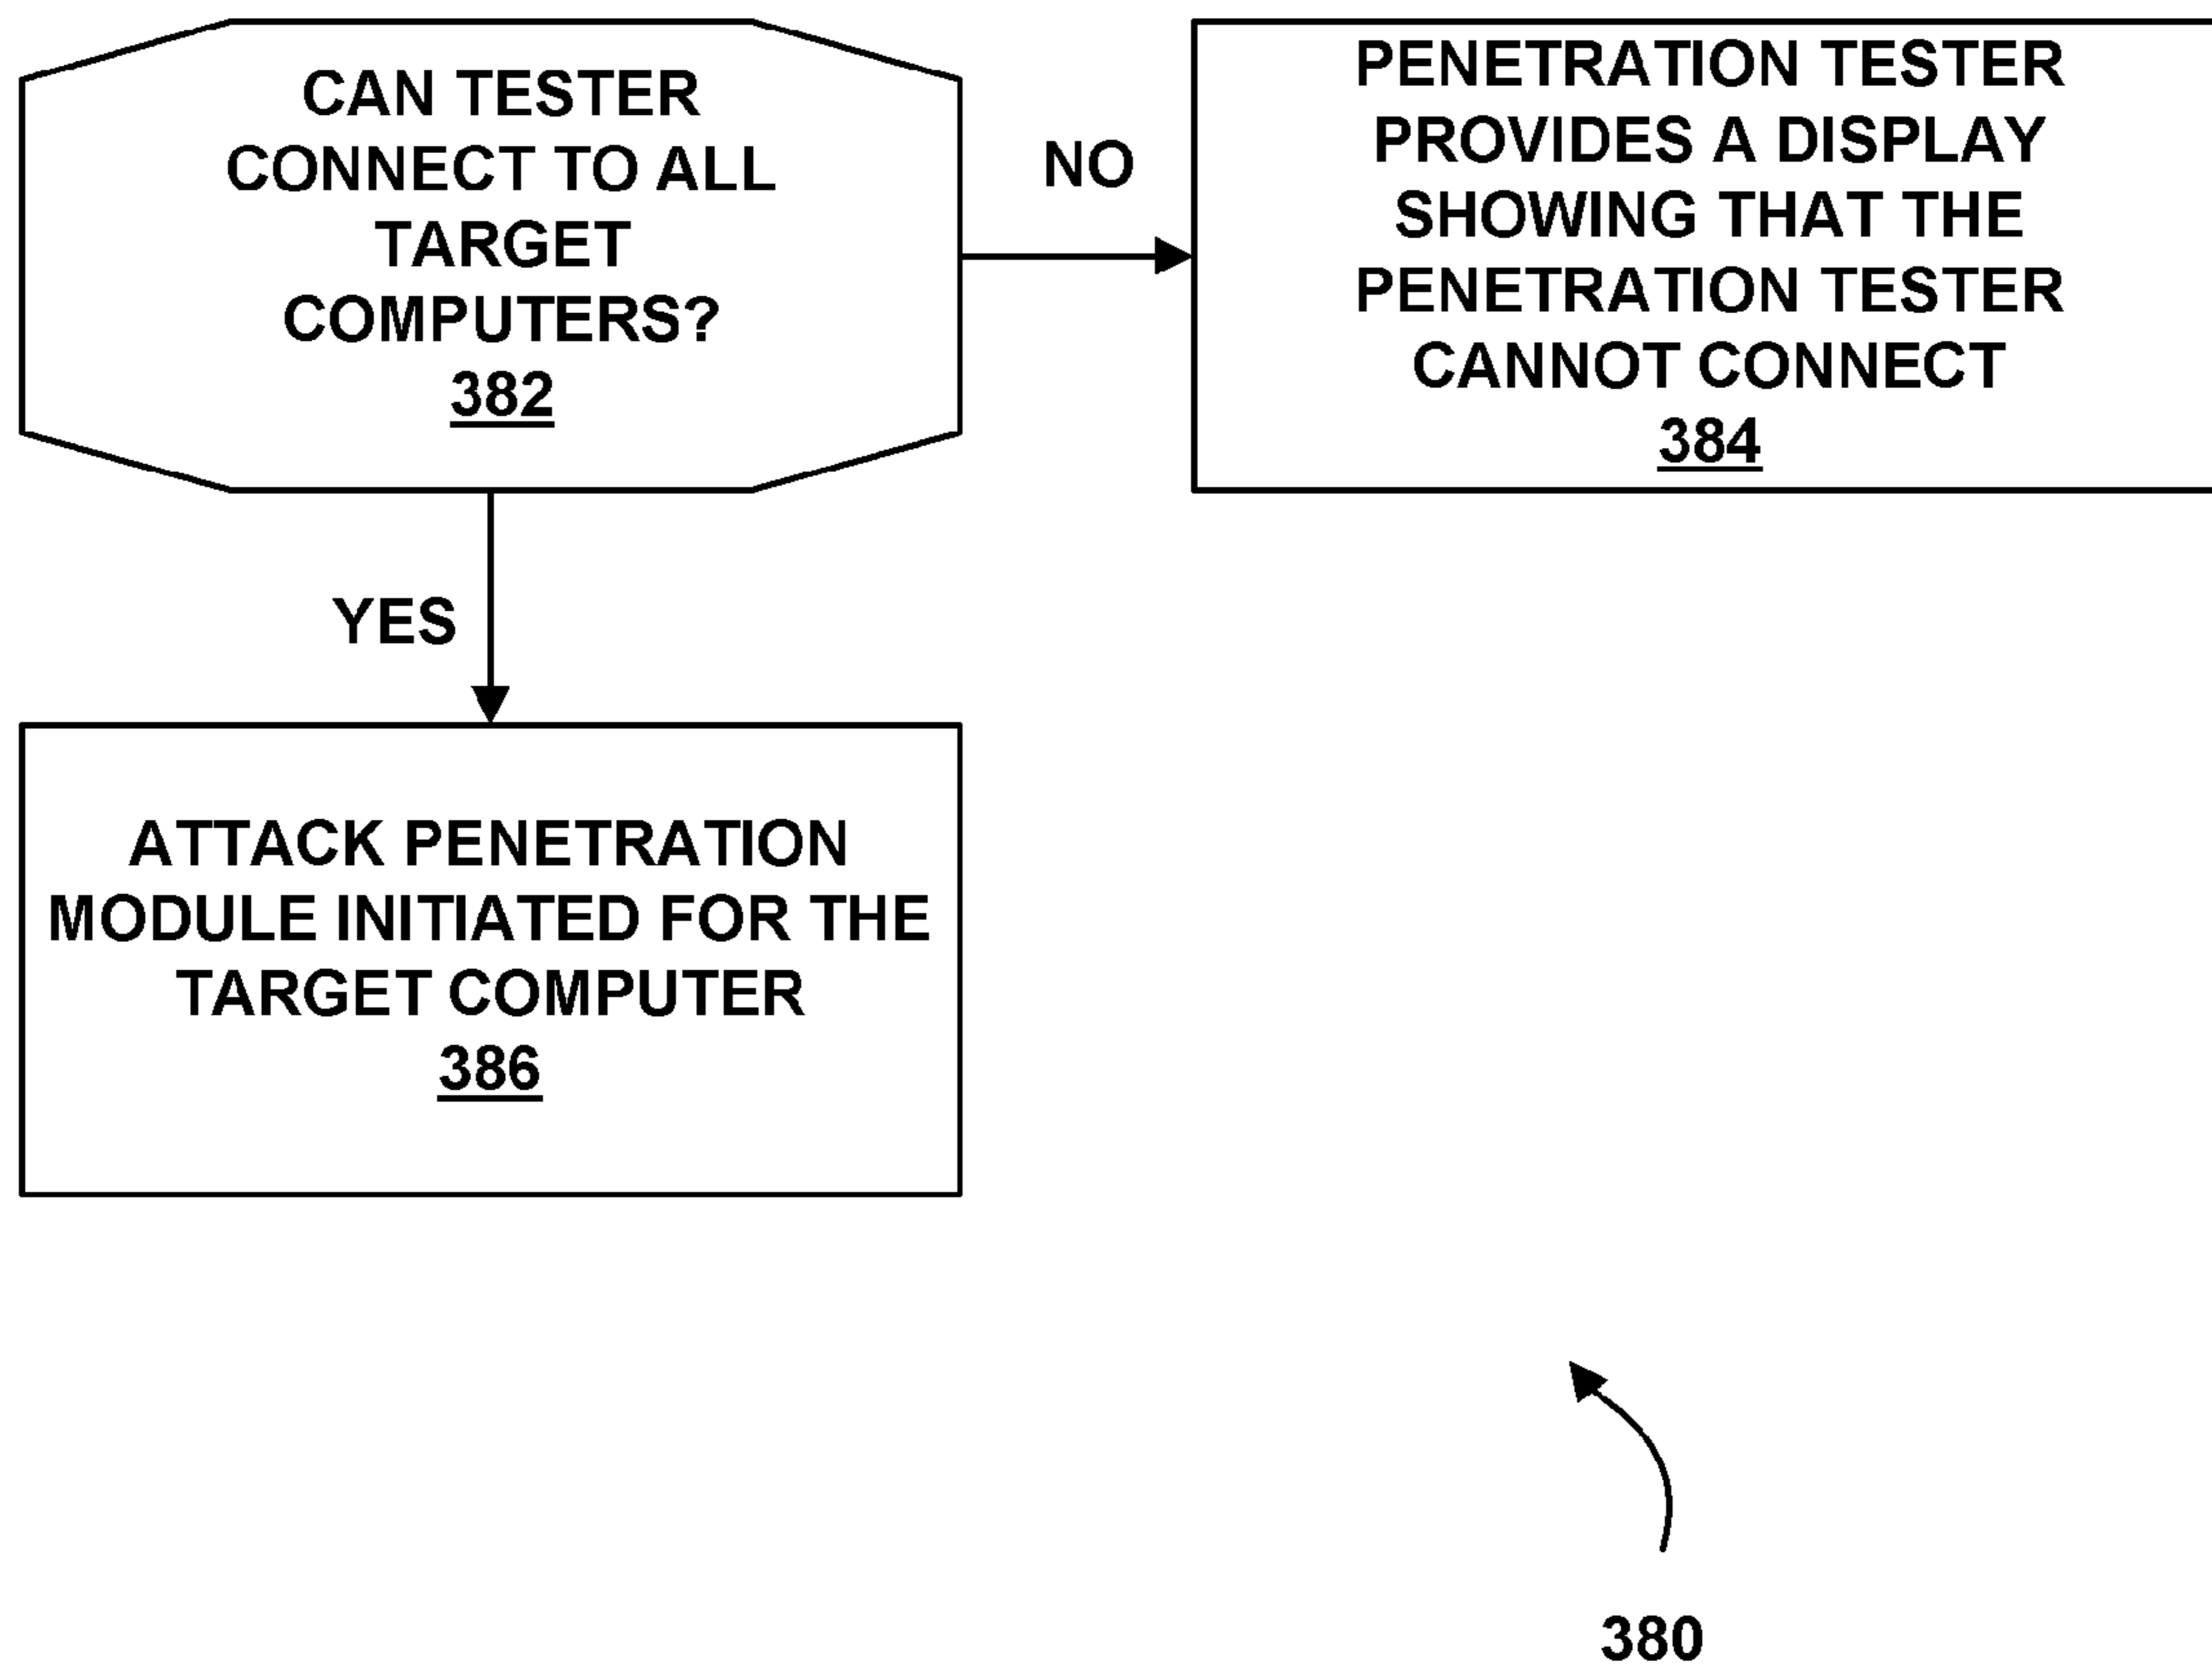 CAN TESTER
CONNECT TO ALL
TARGET
COMPUTERS?
382
NO
PENETRATION TESTER
PROVIDES A DISPLAY
SHOWING THAT THE
PENETRATION TESTER
CANNOT CONNECT
384
YES
ATTACK PENETRATION
MODULE INITIATED FOR THE
TARGET COMPUTER
386
380